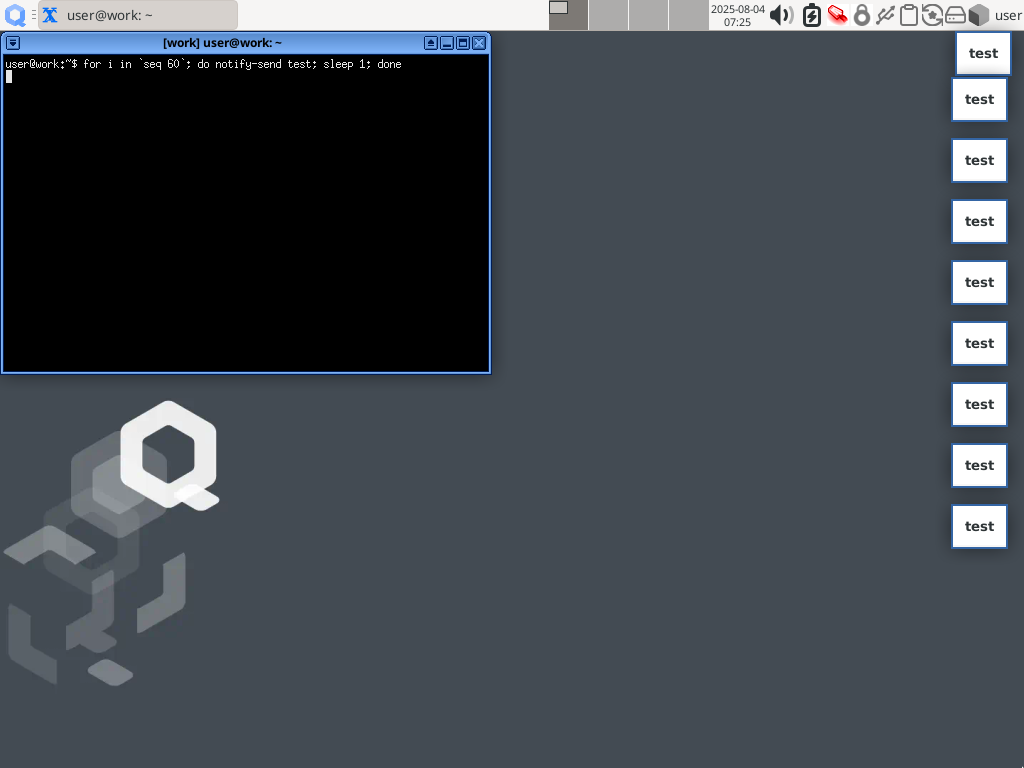 user@work: ~
2025-08-04
07:25
user
[work] user@work: ~
user@work:~$ for i in `seq 60`; do notify-send test; sleep 1; done
test
test
test
test
test
test
test
test
test